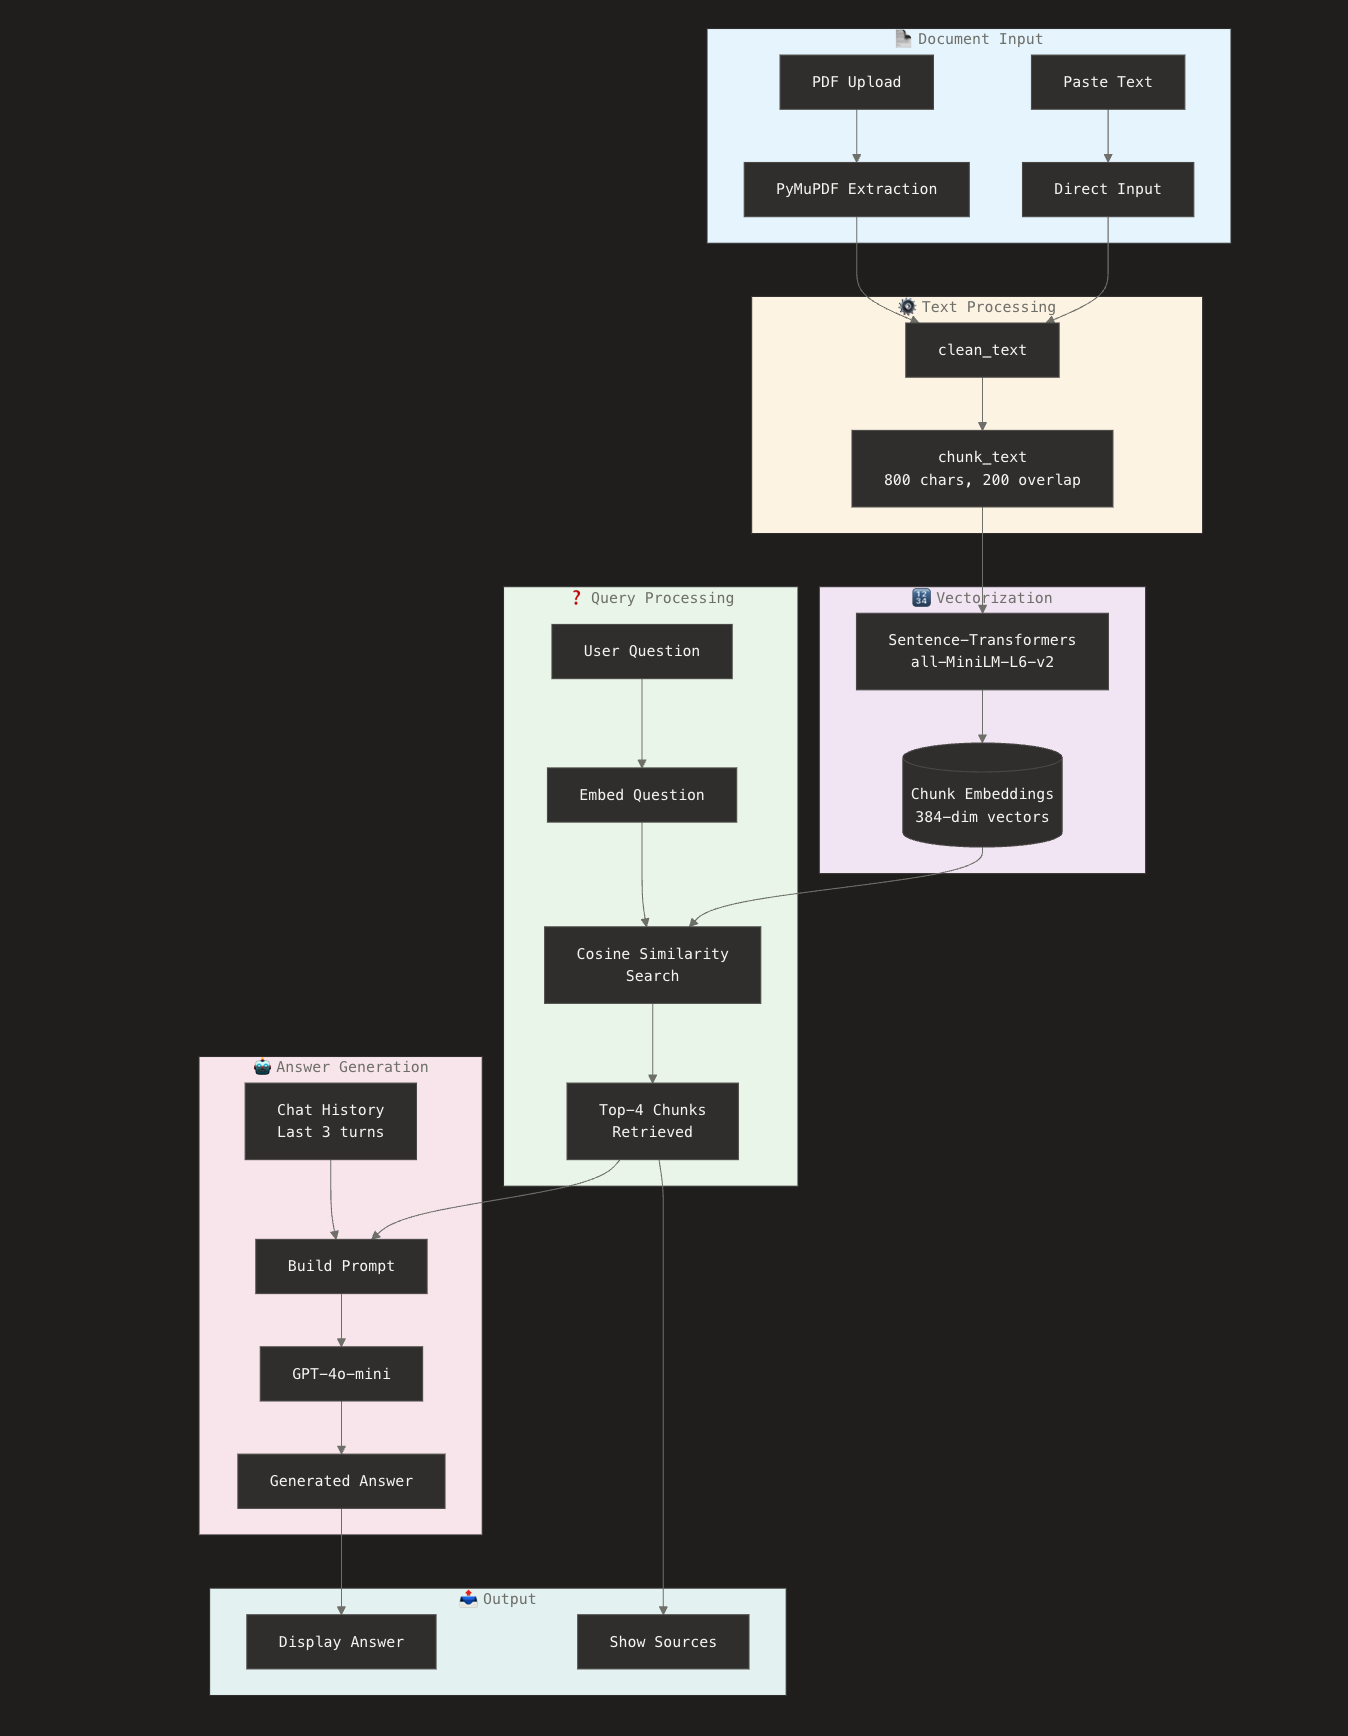 Document Input
PDF Upload
Paste Text
PyMuPDF Extraction
Direct Input
Text Processing
clean_text
chunk_text
800 chars, 200 overlap
Query Processing
Vectorization
User Question
Sentence-Transformers
all-MiniLM-L6-v2
Embed Question
Chunk Embeddings
384-dim vectors
Cosine Similarity
Search
Answer Generation
Chat History
Last 3 turns
Top-4 Chunks
Retrieved
Build Prompt
GPT-4o-mini
Generated Answer
Output
Display Answer
Show Sources